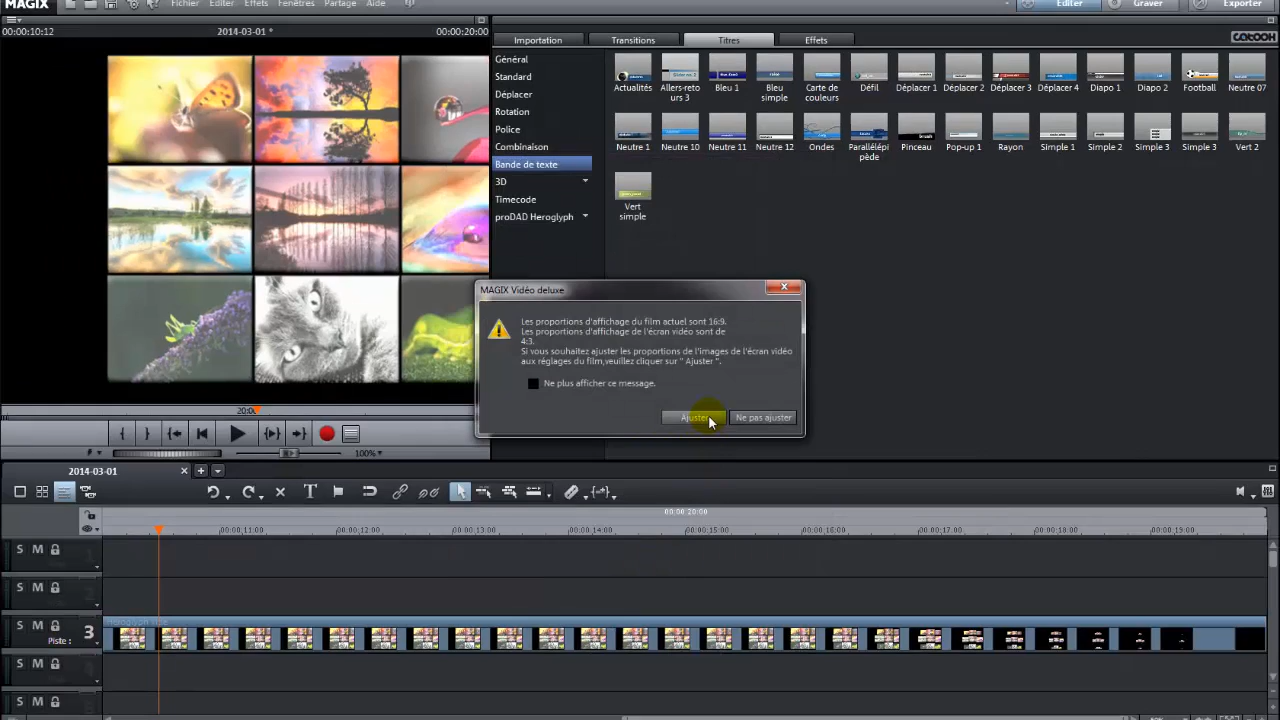 MAGIX
Fichier Editer Effets Fenêtres Partage Aide
Editer Graver Exporter
00:00:10:12 2014-03-01 * 00:00:20:00
Importation Transitions Titres Effets
CATOOH
Général
Standard
Déplacer
Rotation
Police
Combinaison
Bande de texte
3D
Timecode
proDAD Heroglyph
Actualités
Allers-retours 3
Bleu 1
Bleu simple
Carte de couleurs
Défil
Déplacer 1
Déplacer 2
Déplacer 3
Déplacer 4
Diapo 1
Diapo 2
Football
Neutre 07
Neutre 1
Neutre 10
Neutre 11
Neutre 12
Ondes
Parallélépipède
Pinceau
Pop-up 1
Rayon
Simple 1
Simple 2
Simple 3
Simple 3
Vert 2
Vert simple
MAGIX Vidéo deluxe
Les proportions d'affichage du film actuel sont 16:9.
Les proportions d'affichage de l'écran vidéo sont de
4:3.
Si vous souhaitez ajuster les proportions de l'images de l'écran vidéo
aux réglages du film,veuillez cliquer sur " Ajuster ".
Ne plus afficher ce message.
Ajuster Ne pas ajuster
100%
2014-03-01
00:00:20:00
00:00:11:00 00:00:12:00 00:00:13:00 00:00:14:00 00:00:15:00 00:00:16:00 00:00:17:00 00:00:18:00 00:00:19:00
S M
S M
S M
Piste : 3
S M
S M